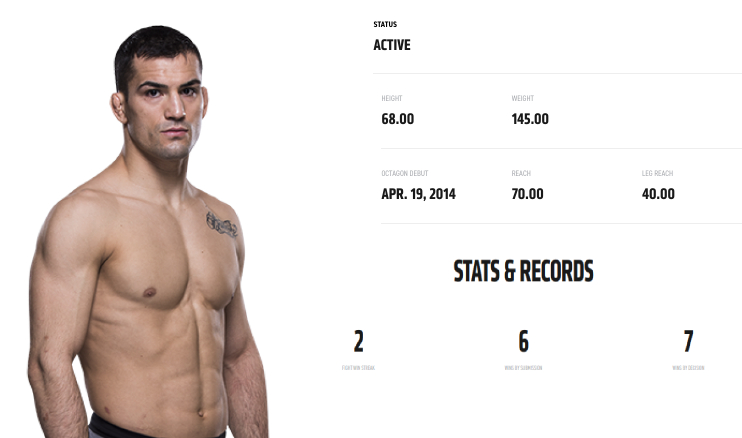 STATUS
ACTIVE
HEIGHT
WEIGHT
68.00
145.00
OCTAGON DEBUT
REACH
LEG REACH
APR. 19, 2014
70.00
40.00
STATS & RECORDS
2
6
7
FIGHT WIN STREAK
WINS BY SUBMISSION
WINS BY DECISION